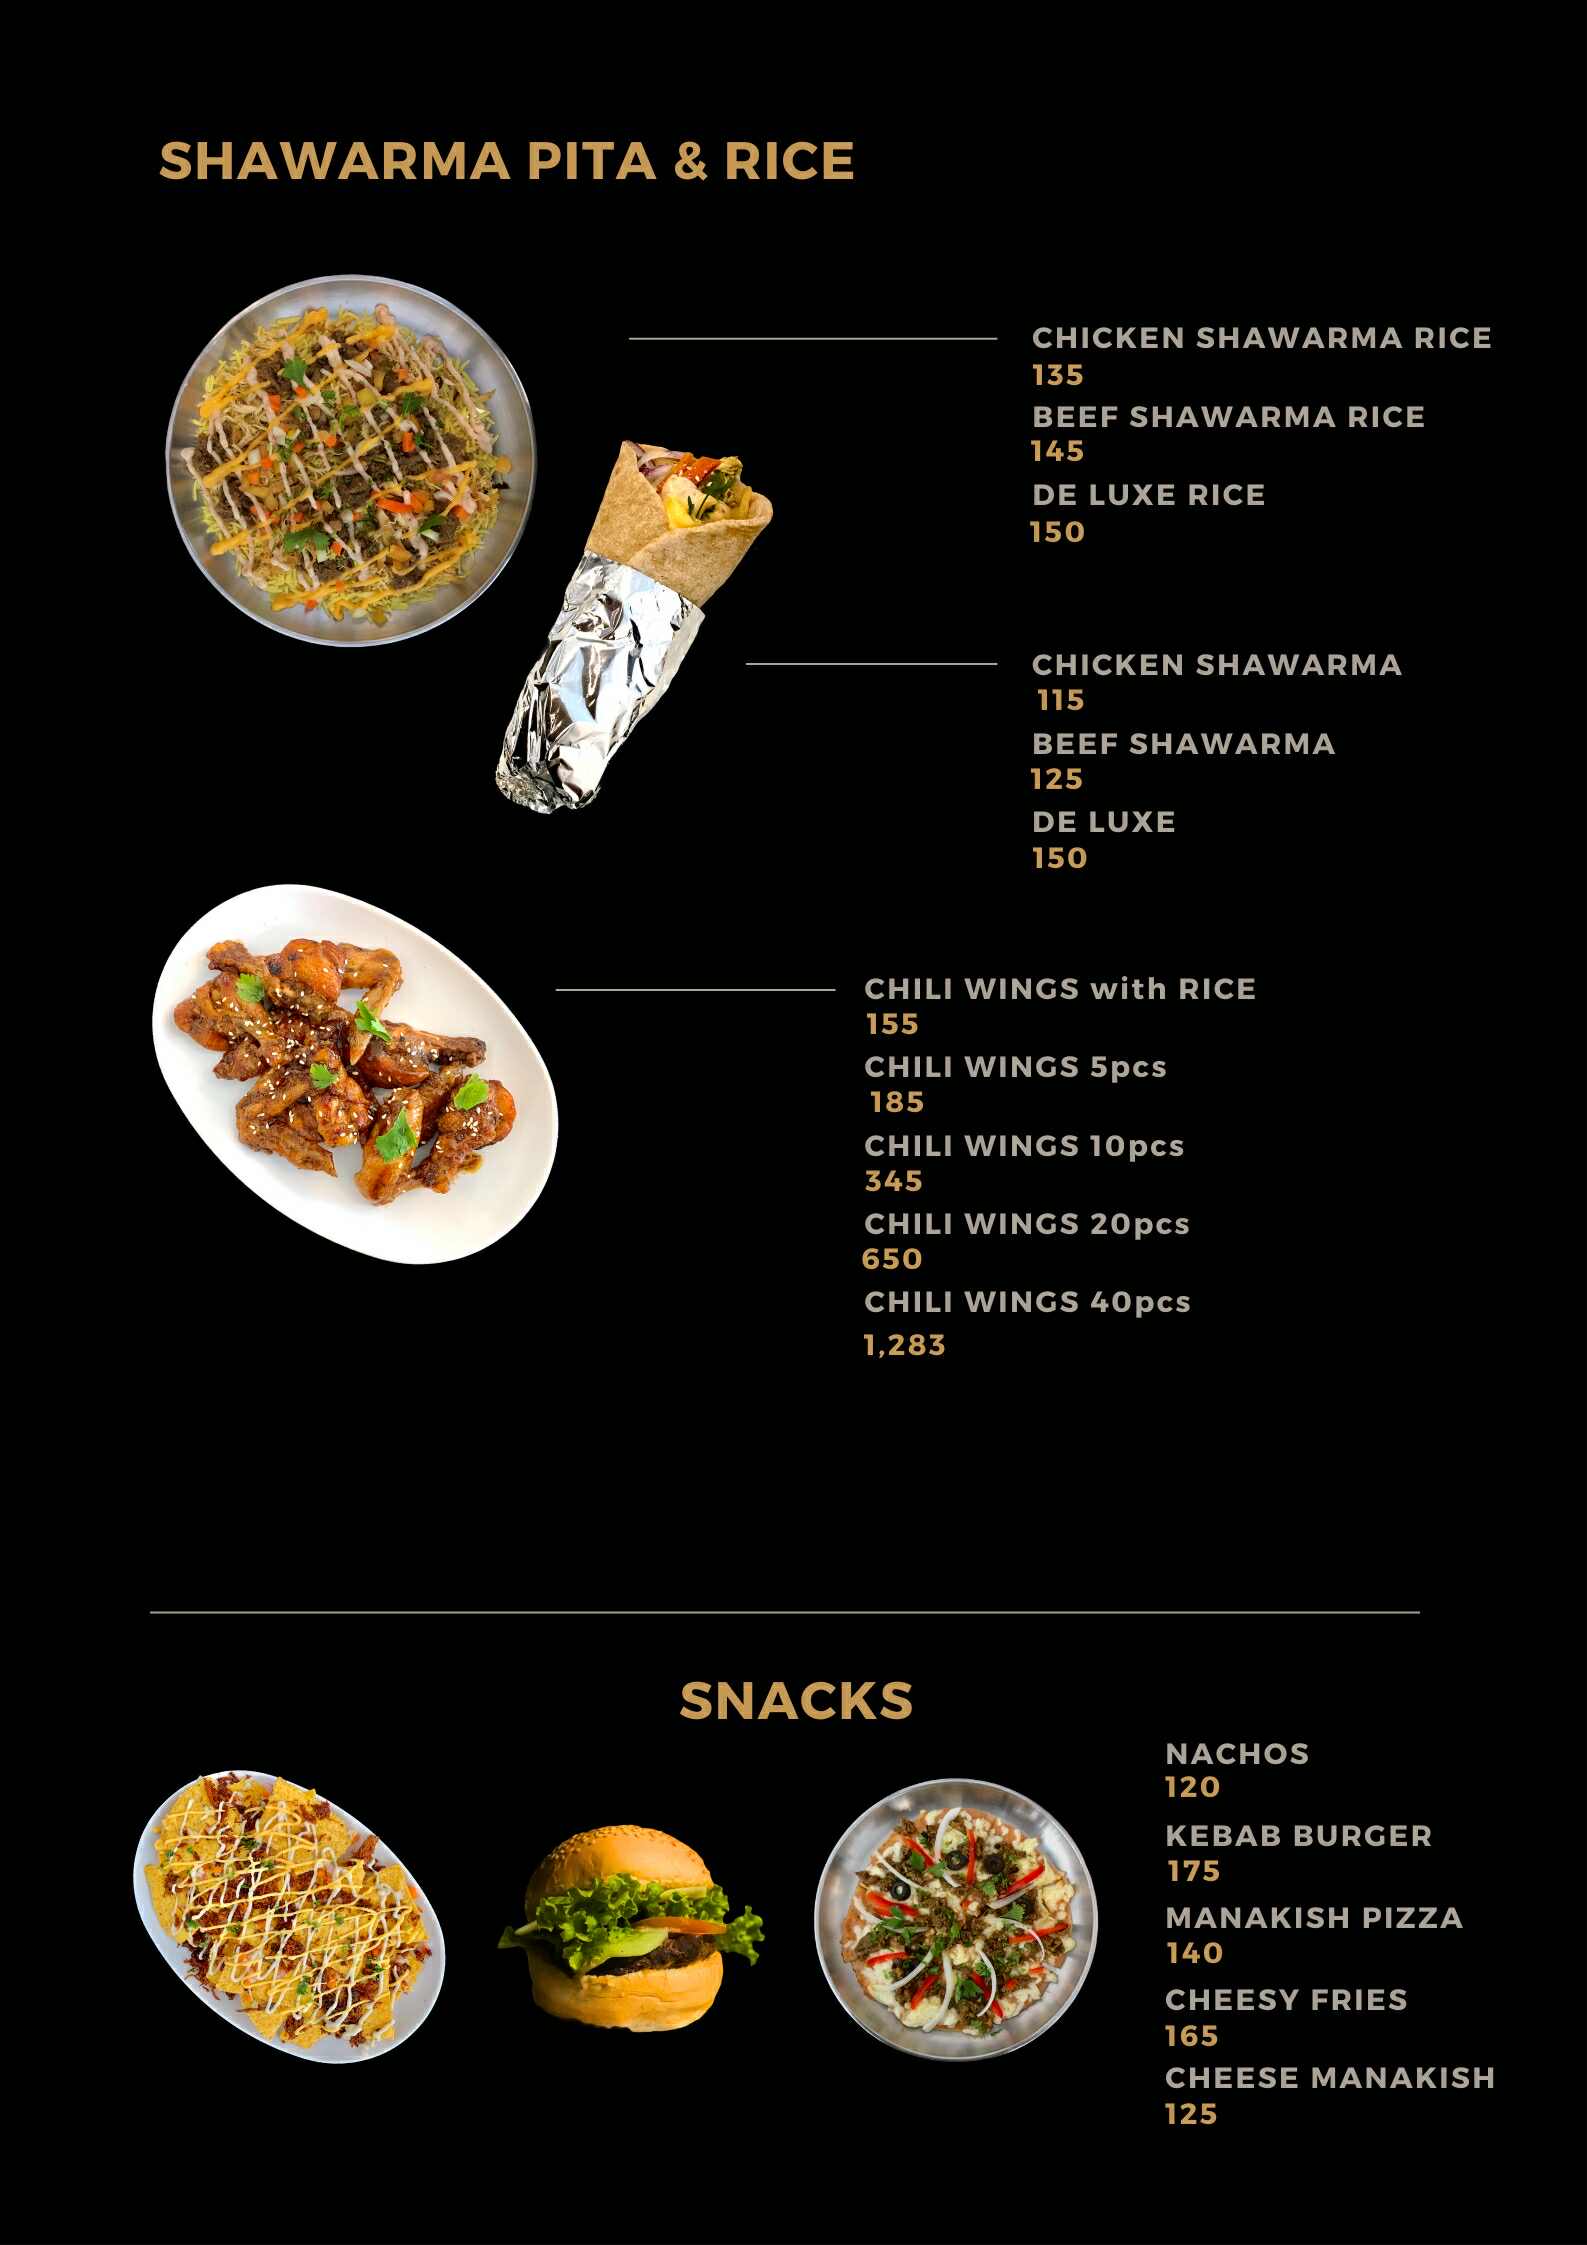 SHAWARMA PITA & RICE
CHICKEN SHAWARMA RICE
135
BEEF SHAWARMA RICE
145
DE LUXE RICE
150
CHICKEN SHAWARMA
115
BEEF SHAWARMA
125
DE LUXE
150
CHILI WINGS with RICE
155
CHILI WINGS 5pcs
185
CHILI WINGS 10pcs
345
CHILI WINGS 20pcs
650
CHILI WINGS 40pcs
1,283
SNACKS
NACHOS
120
KEBAB BURGER
175
MANAKISH PIZZA
140
CHEESY FRIES
165
CHEESE MANAKISH
125